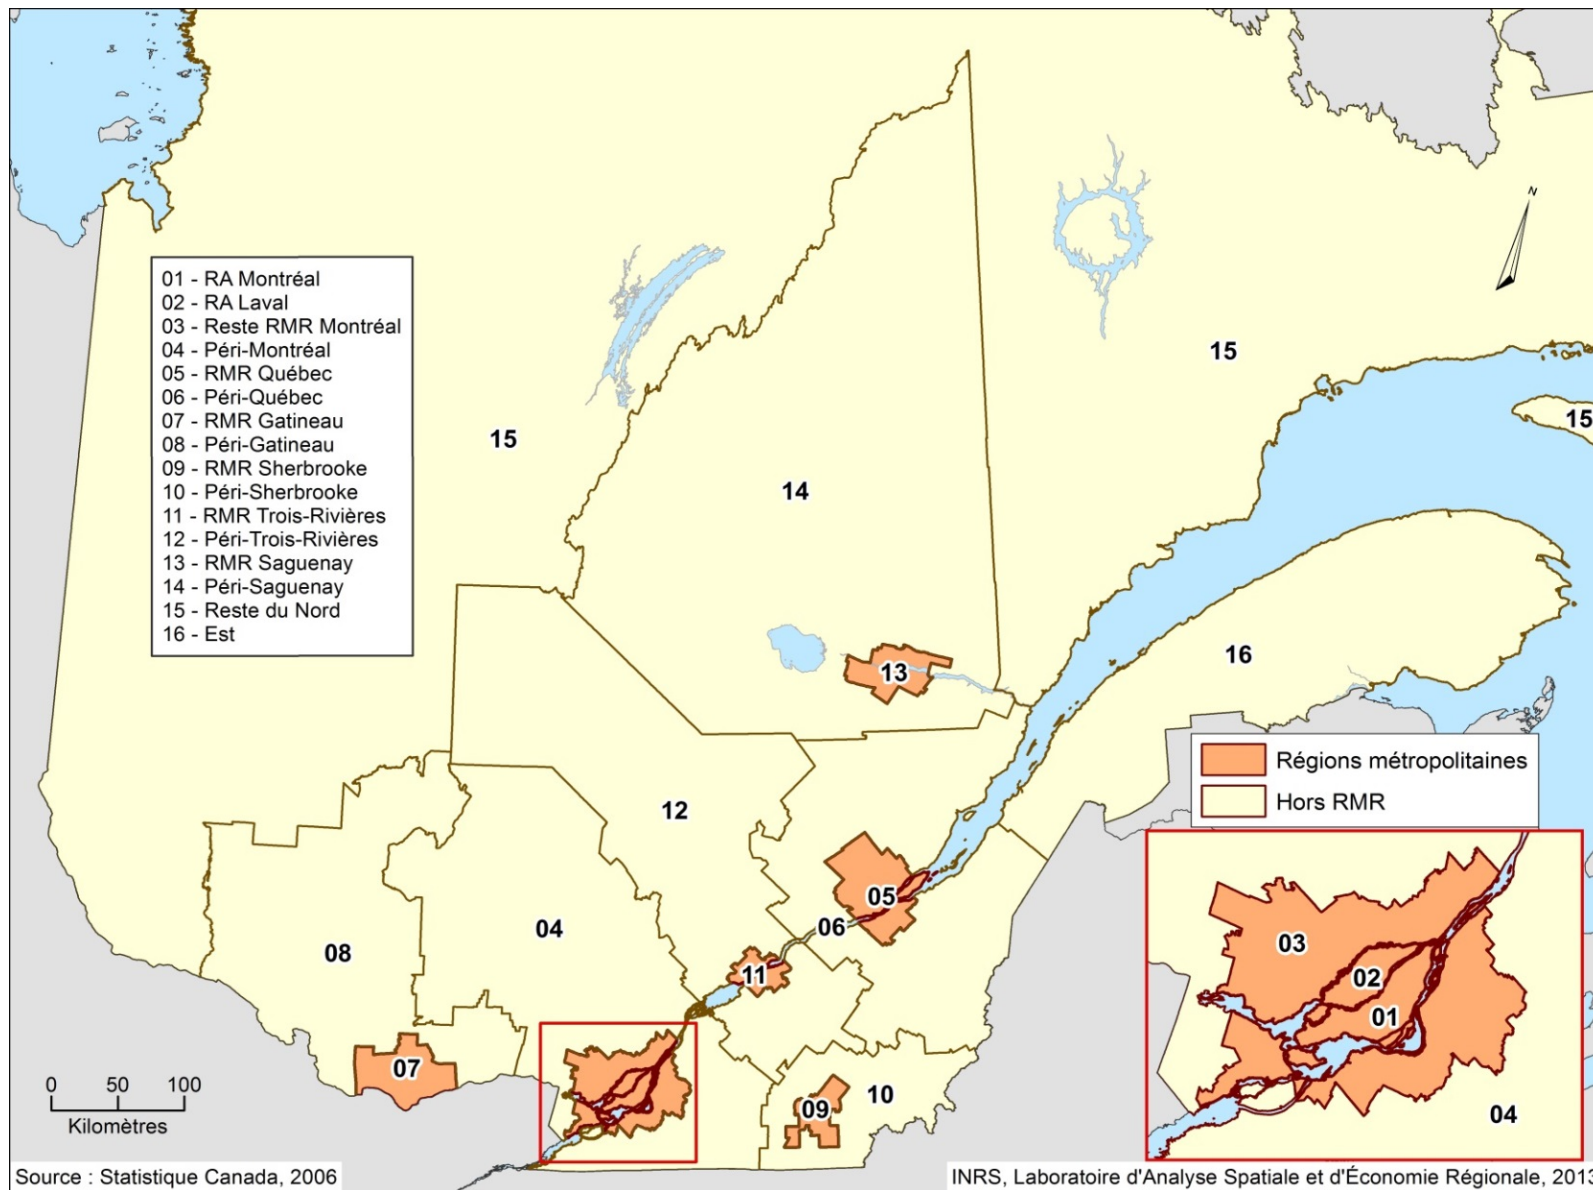 N
01 - RA Montréal
02 - RA Laval
03 - Reste RMR Montréal
04 - Péri-Montréal
05 - RMR Québec
06 - Péri-Québec
07 - RMR Gatineau
08 - Péri-Gatineau
09 - RMR Sherbrooke
10 - Péri-Sherbrooke
11 - RMR Trois-Rivières
12 - Péri-Trois-Rivières
13 - RMR Saguenay
14 - Péri-Saguenay
15 - Reste du Nord
16 - Est
15
15
15
14
16
13
12
05
06
04
08
11
07
10
09
Régions métropolitaines
Hors RMR
03
02
01
04
0 50 100
Kilomètres
Source : Statistique Canada, 2006
INRS, Laboratoire d'Analyse Spatiale et d'Économie Régionale, 2013